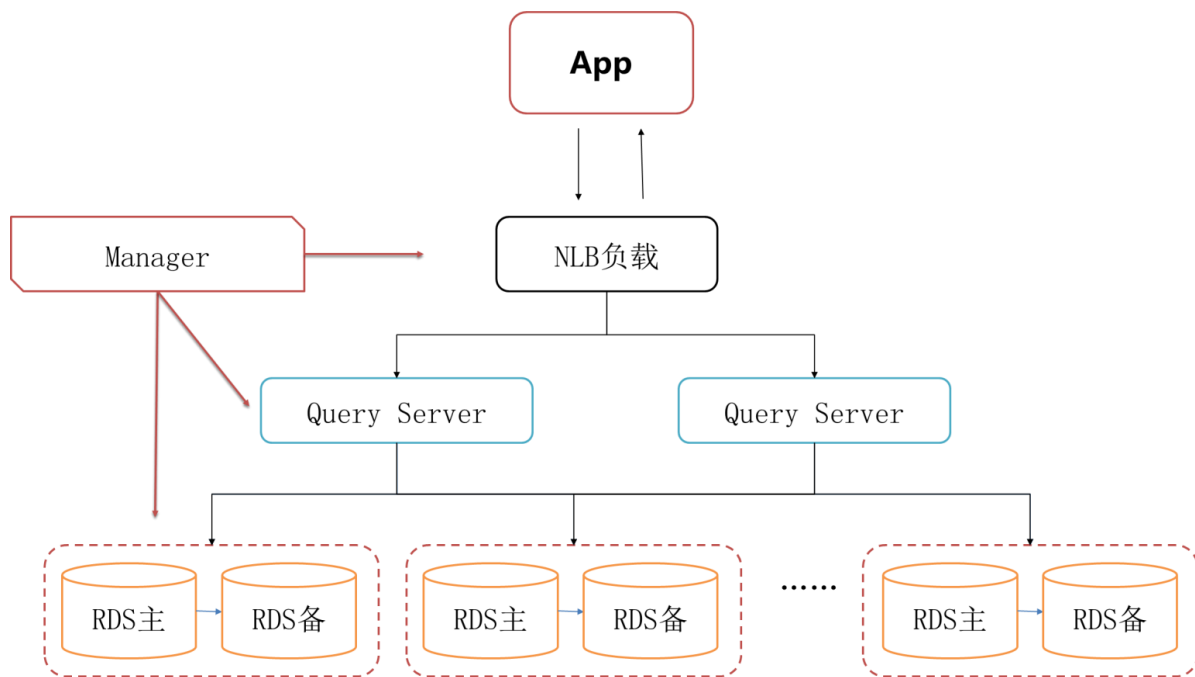 App
Manager
NLB负载
Query Server
Query Server
RDS主
RDS备
RDS主
RDS备
……
RDS主
RDS备